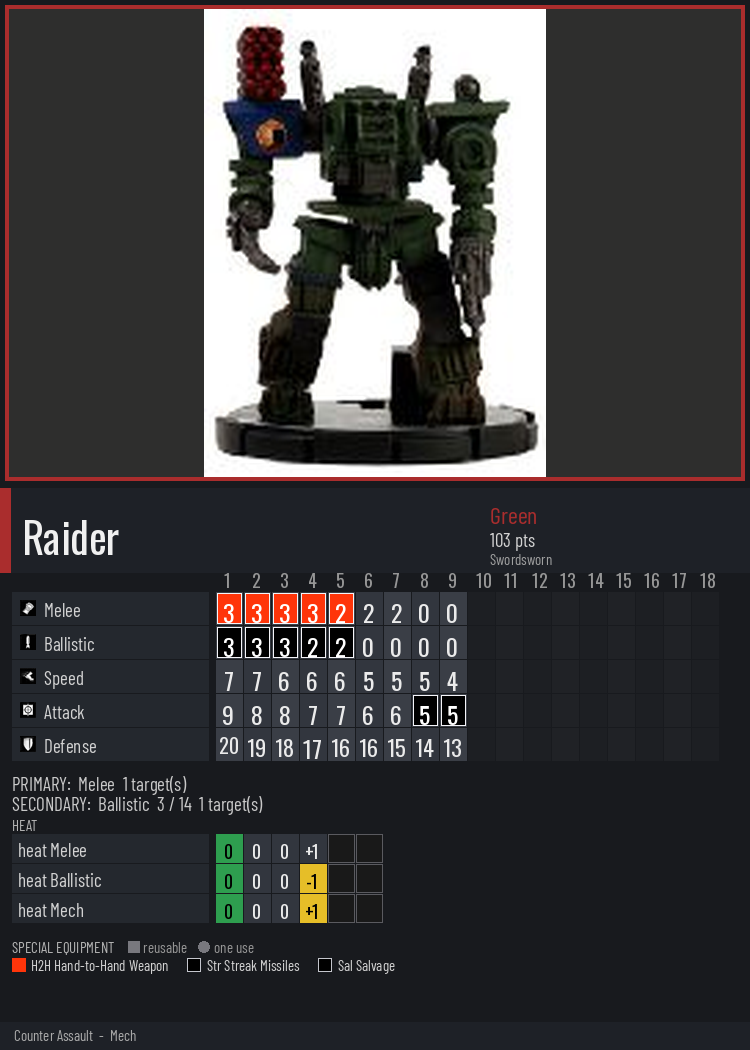 Raider
Green
103 pts
Swordsworn
1 2 3 4 5 6 7 8 9 10 11 12 13 14 15 16 17 18
Melee 3 3 3 3 2 2 2 0 0
Ballistic 3 3 3 2 2 0 0 0 0
Speed 7 7 6 6 6 5 5 5 4
Attack 9 8 8 7 7 6 6 5 5
Defense 20 19 18 17 16 16 15 14 13
PRIMARY: Melee 1 target(s)
SECONDARY: Ballistic 3 / 14 1 target(s)
HEAT
heat Melee 0 0 0 +1
heat Ballistic 0 0 0 -1
heat Mech 0 0 0 +1
SPECIAL EQUIPMENT reusable one use
H2H Hand-to-Hand Weapon Str Streak Missiles Sal Salvage
Counter Assault - Mech